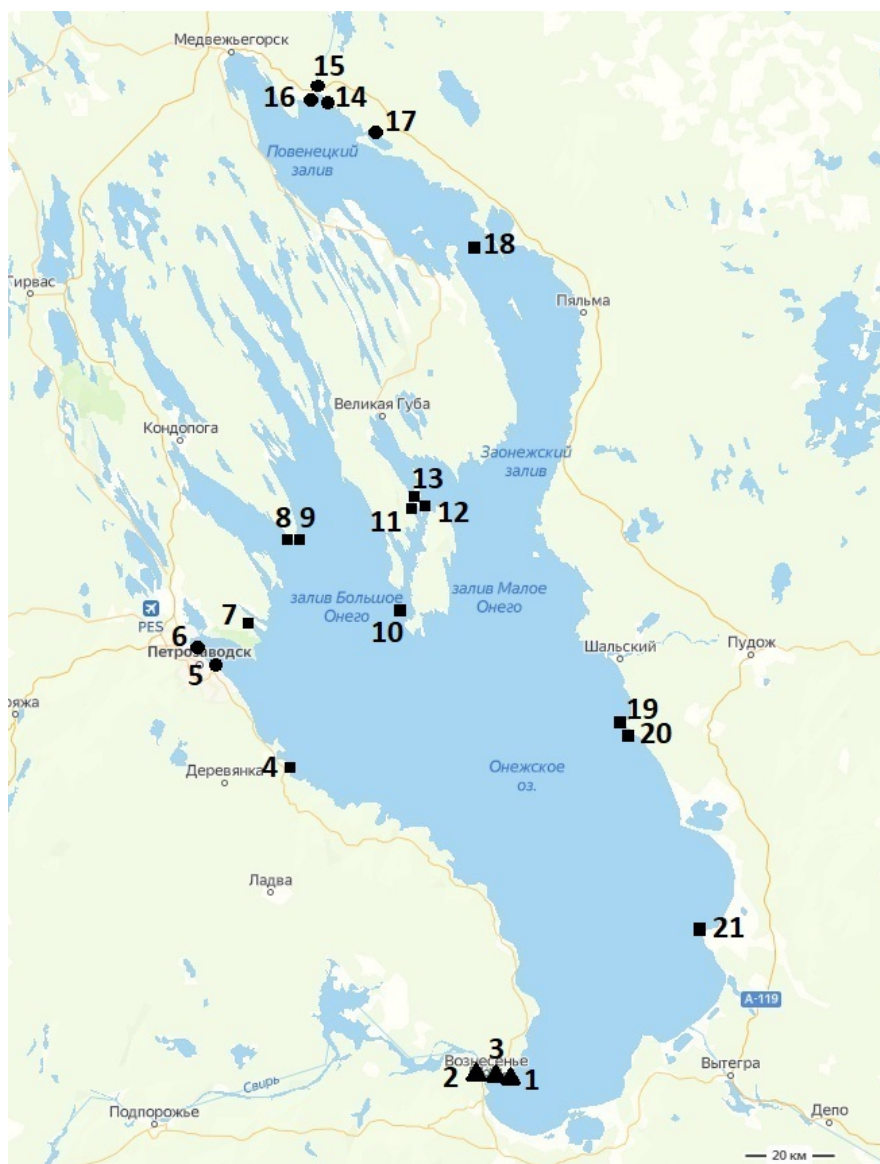 Медвежьегорск
15
16
14
17
Повенецкий
залив
18
Гирвас
Пяльма
Великая Губа
Кондопога
Заонежский
залив
13
11
12
8 9
залив Большое
Онего
залив Малое
Онего
10
7
PES
6
Петрозаводск
5
Шальский
Пудож
ряжа
19
20
4
Деревянка
Онежское
оз.
Ладва
21
А-119
3
Вознесенье
2
1
Свирь
Вытегра
Подпорожье
Депо
20 км